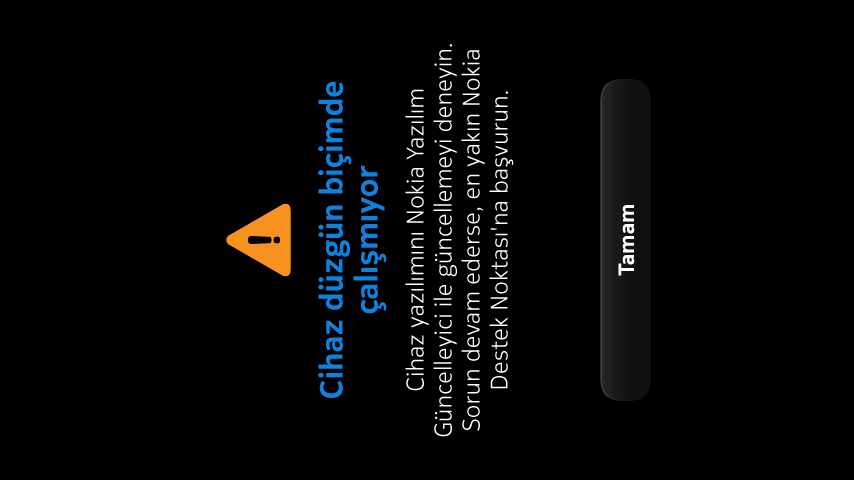 Cihaz düzgün biçimde
çalışmıyor
Cihaz yazılımını Nokia Yazılım
Güncelleyici ile güncellemeyi deneyin.
Sorun devam ederse, en yakın Nokia
Destek Noktası'na başvurun.
Tamam